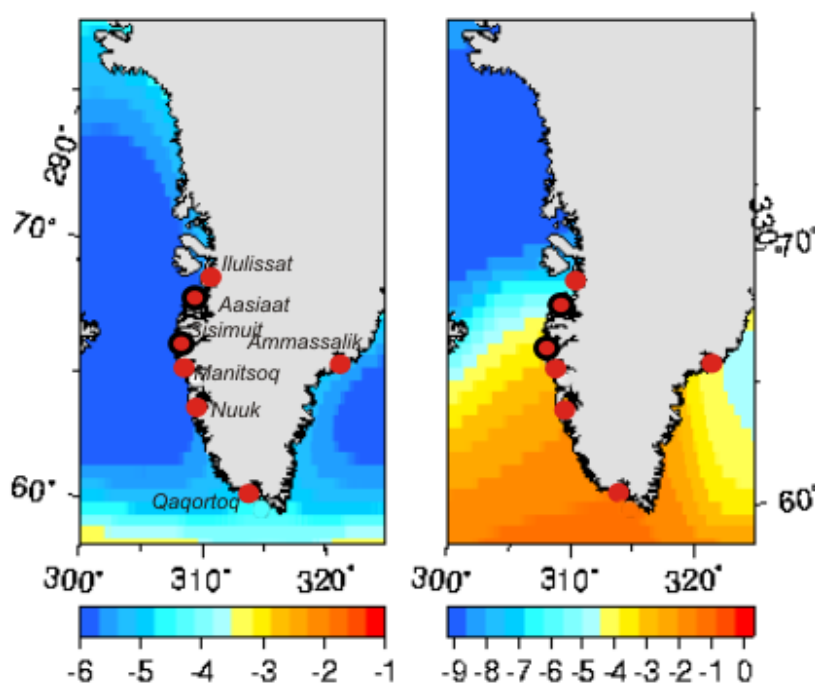 290°
70°
60°
Ilulissat
Aasiaat
Sisimuit
Ammassalik
Manitsoq
Nuuk
Qaqortoq
300° 310° 320°
-6 -5 -4 -3 -2 -1
330°
70°
60°
300° 310° 320°
-9 -8 -7 -6 -5 -4 -3 -2 -1 0